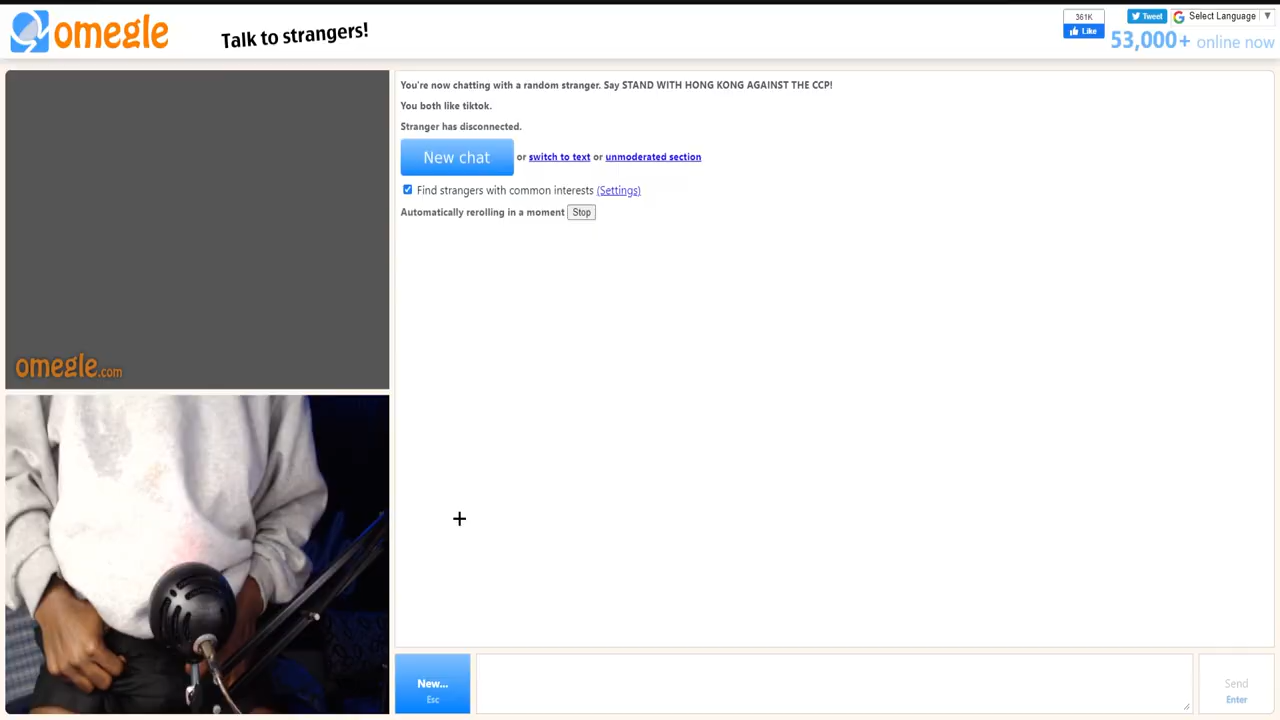 omegle
Talk to strangers!
361K
Like
Tweet
Select Language
53,000+ online now
You're now chatting with a random stranger. Say STAND WITH HONG KONG AGAINST THE CCP!
You both like tiktok.
Stranger has disconnected.
New chat or switch to text or unmoderated section
Find strangers with common interests (Settings)
Automatically rerolling in a moment Stop
omegle.com
New...
Esc
Send
Enter